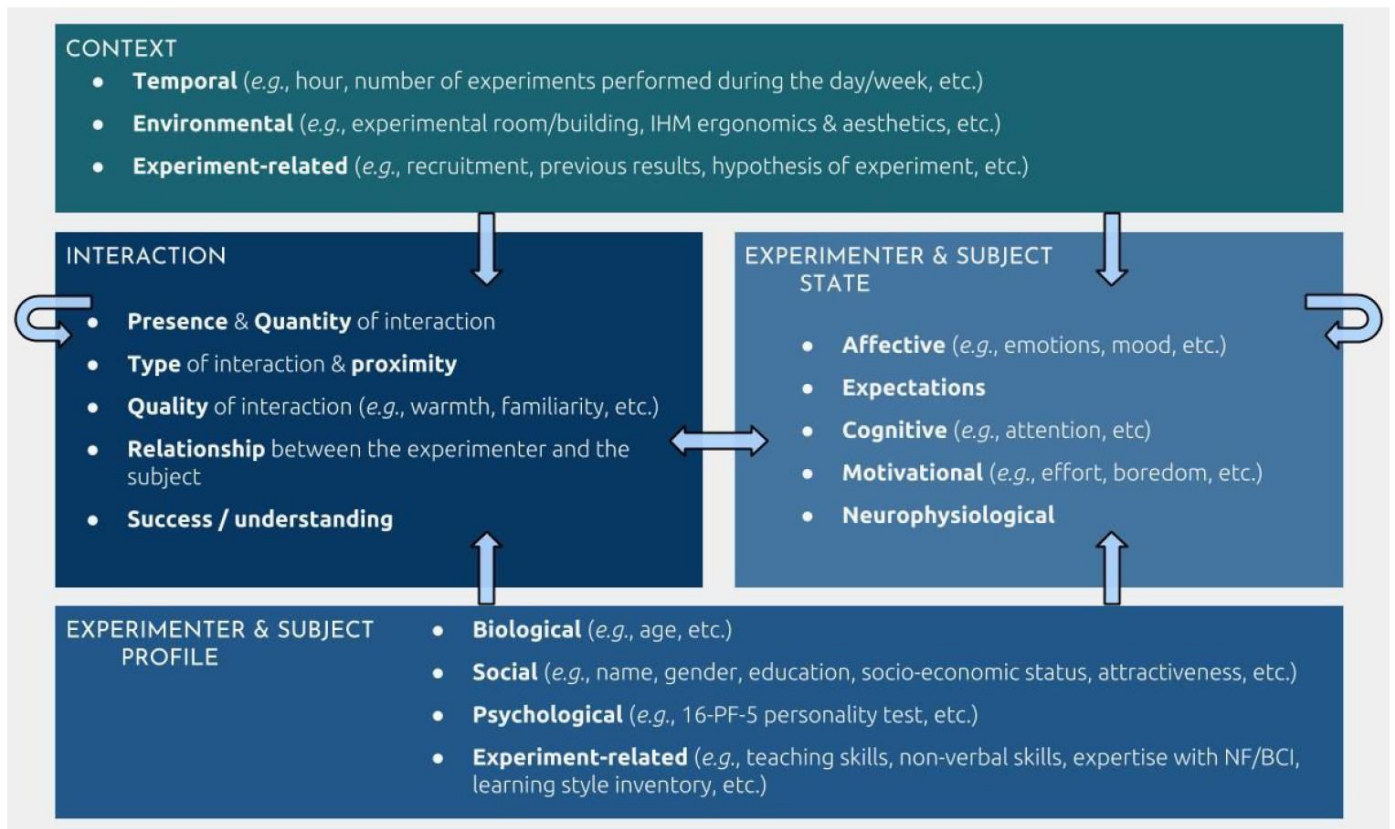 CONTEXT
● Temporal (e.g., hour, number of experiments performed during the day/week, etc.)
● Environmental (e.g., experimental room/building, IHM ergonomics & aesthetics, etc.)
● Experiment-related (e.g., recruitment, previous results, hypothesis of experiment, etc.)
INTERACTION
● Presence & Quantity of interaction
● Type of interaction & proximity
● Quality of interaction (e.g., warmth, familiarity, etc.)
● Relationship between the experimenter and the
subject
● Success / understanding
EXPERIMENTER & SUBJECT
STATE
● Affective (e.g., emotions, mood, etc.)
● Expectations
● Cognitive (e.g., attention, etc)
● Motivational (e.g., effort, boredom, etc.)
● Neurophysiological
EXPERIMENTER & SUBJECT
PROFILE
● Biological (e.g., age, etc.)
● Social (e.g., name, gender, education, socio-economic status, attractiveness, etc.)
● Psychological (e.g., 16-PF-5 personality test, etc.)
● Experiment-related (e.g., teaching skills, non-verbal skills, expertise with NF/BCI,
learning style inventory, etc.)